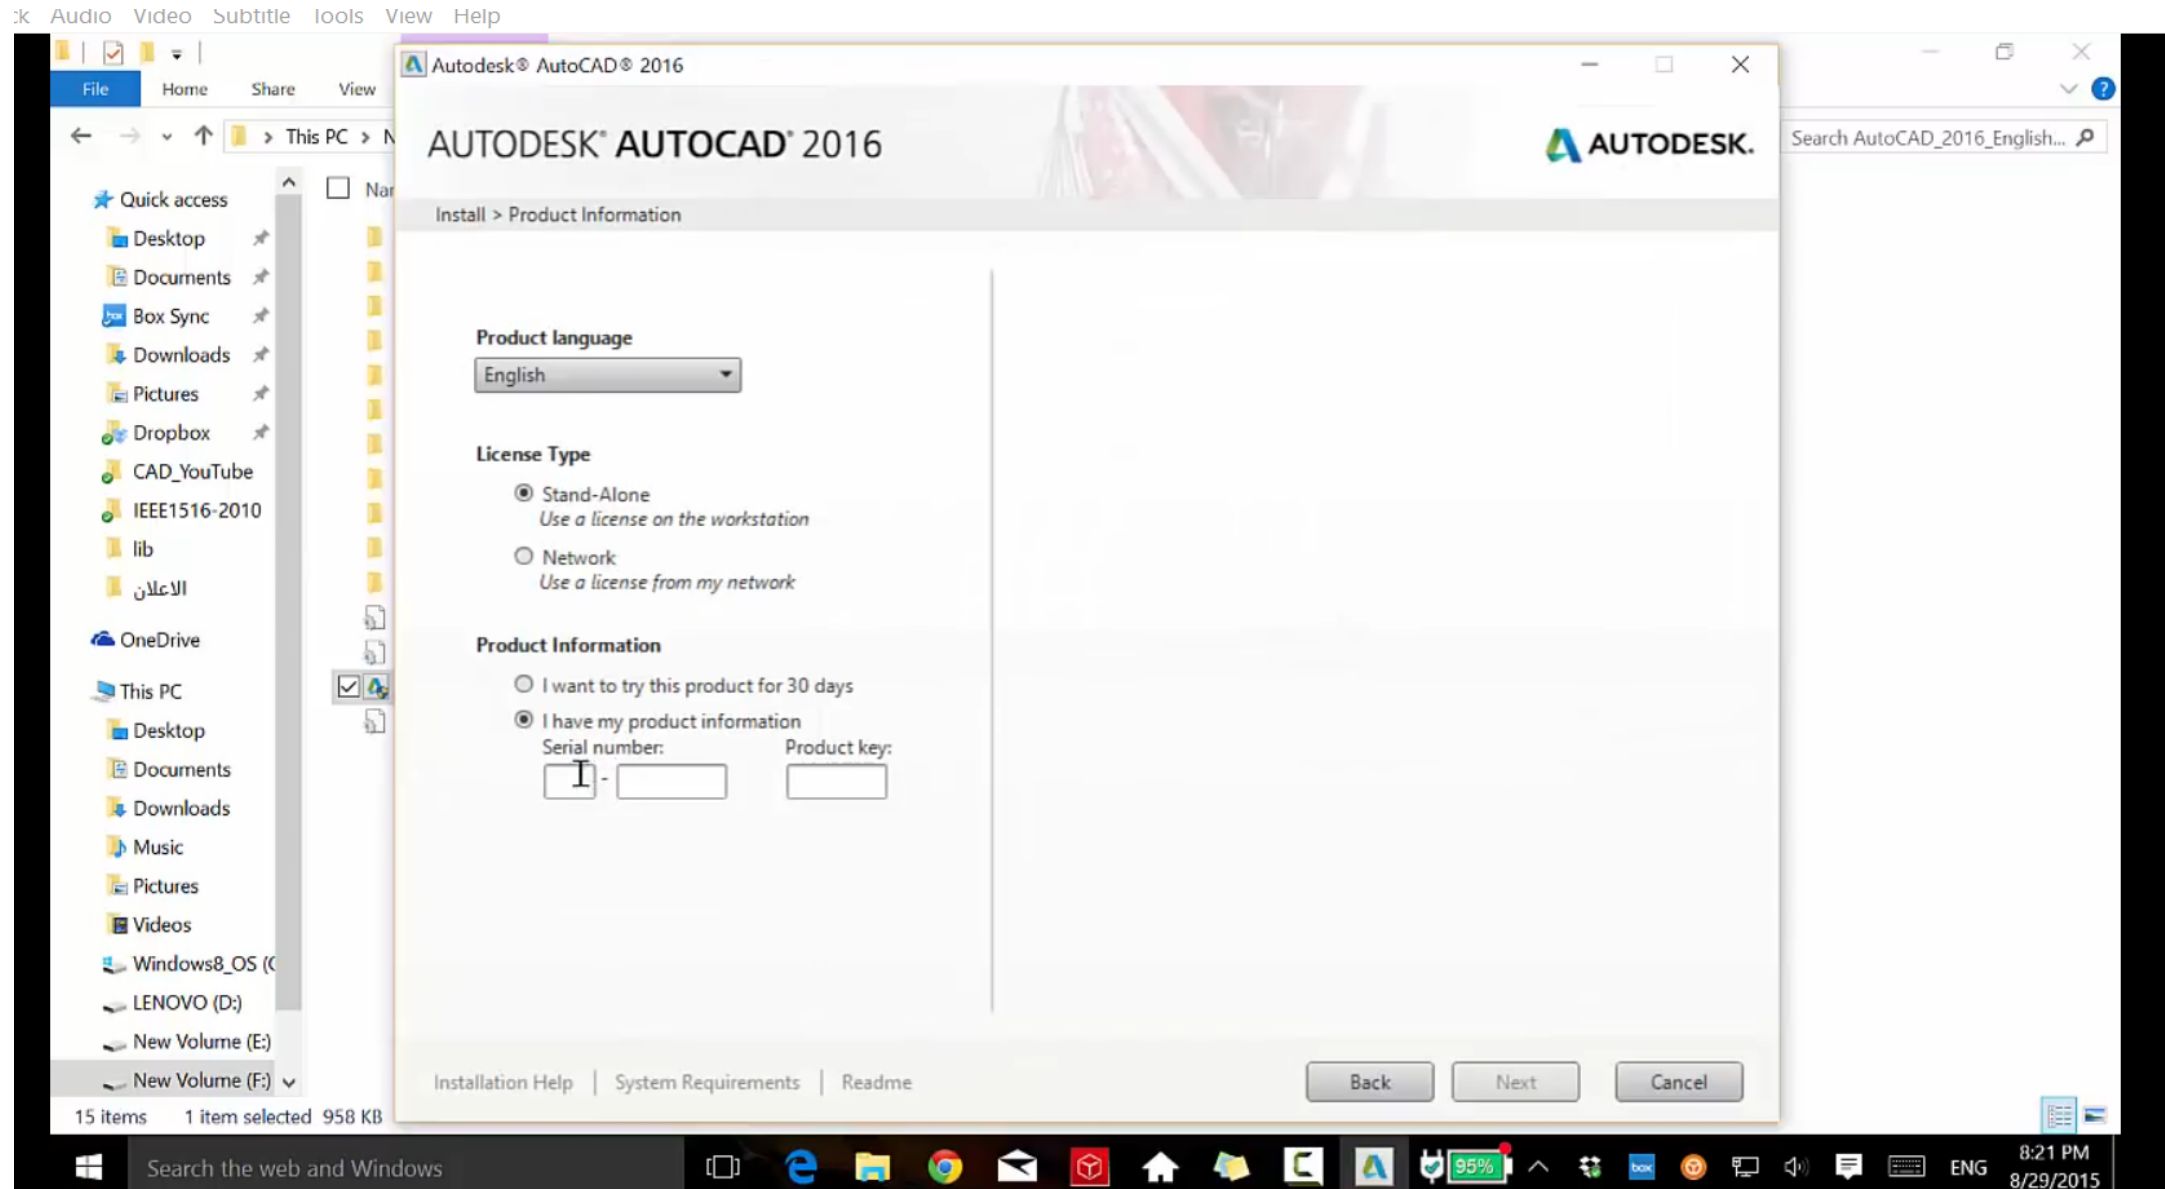 Audio Video Subtitle Tools View Help
File Home Share View
This PC
Search AutoCAD_2016_English...
Quick access
Desktop
Documents
Box Sync
Downloads
Pictures
Dropbox
CAD_YouTube
IEEE1516-2010
lib
الاعلان
OneDrive
This PC
Desktop
Documents
Downloads
Music
Pictures
Videos
Windows8_OS (
LENOVO (D:)
New Volume (E:)
New Volume (F:)
15 items 1 item selected 958 KB
Autodesk® AutoCAD® 2016
AUTODESK® AUTOCAD® 2016
AUTODESK.
Install > Product Information
Product language
English
License Type
Stand-Alone
Use a license on the workstation
Network
Use a license from my network
Product Information
I want to try this product for 30 days
I have my product information
Serial number: Product key:
-
Installation Help | System Requirements | Readme
Back Next Cancel
Search the web and Windows
95%
box
ENG
8:21 PM
8/29/2015